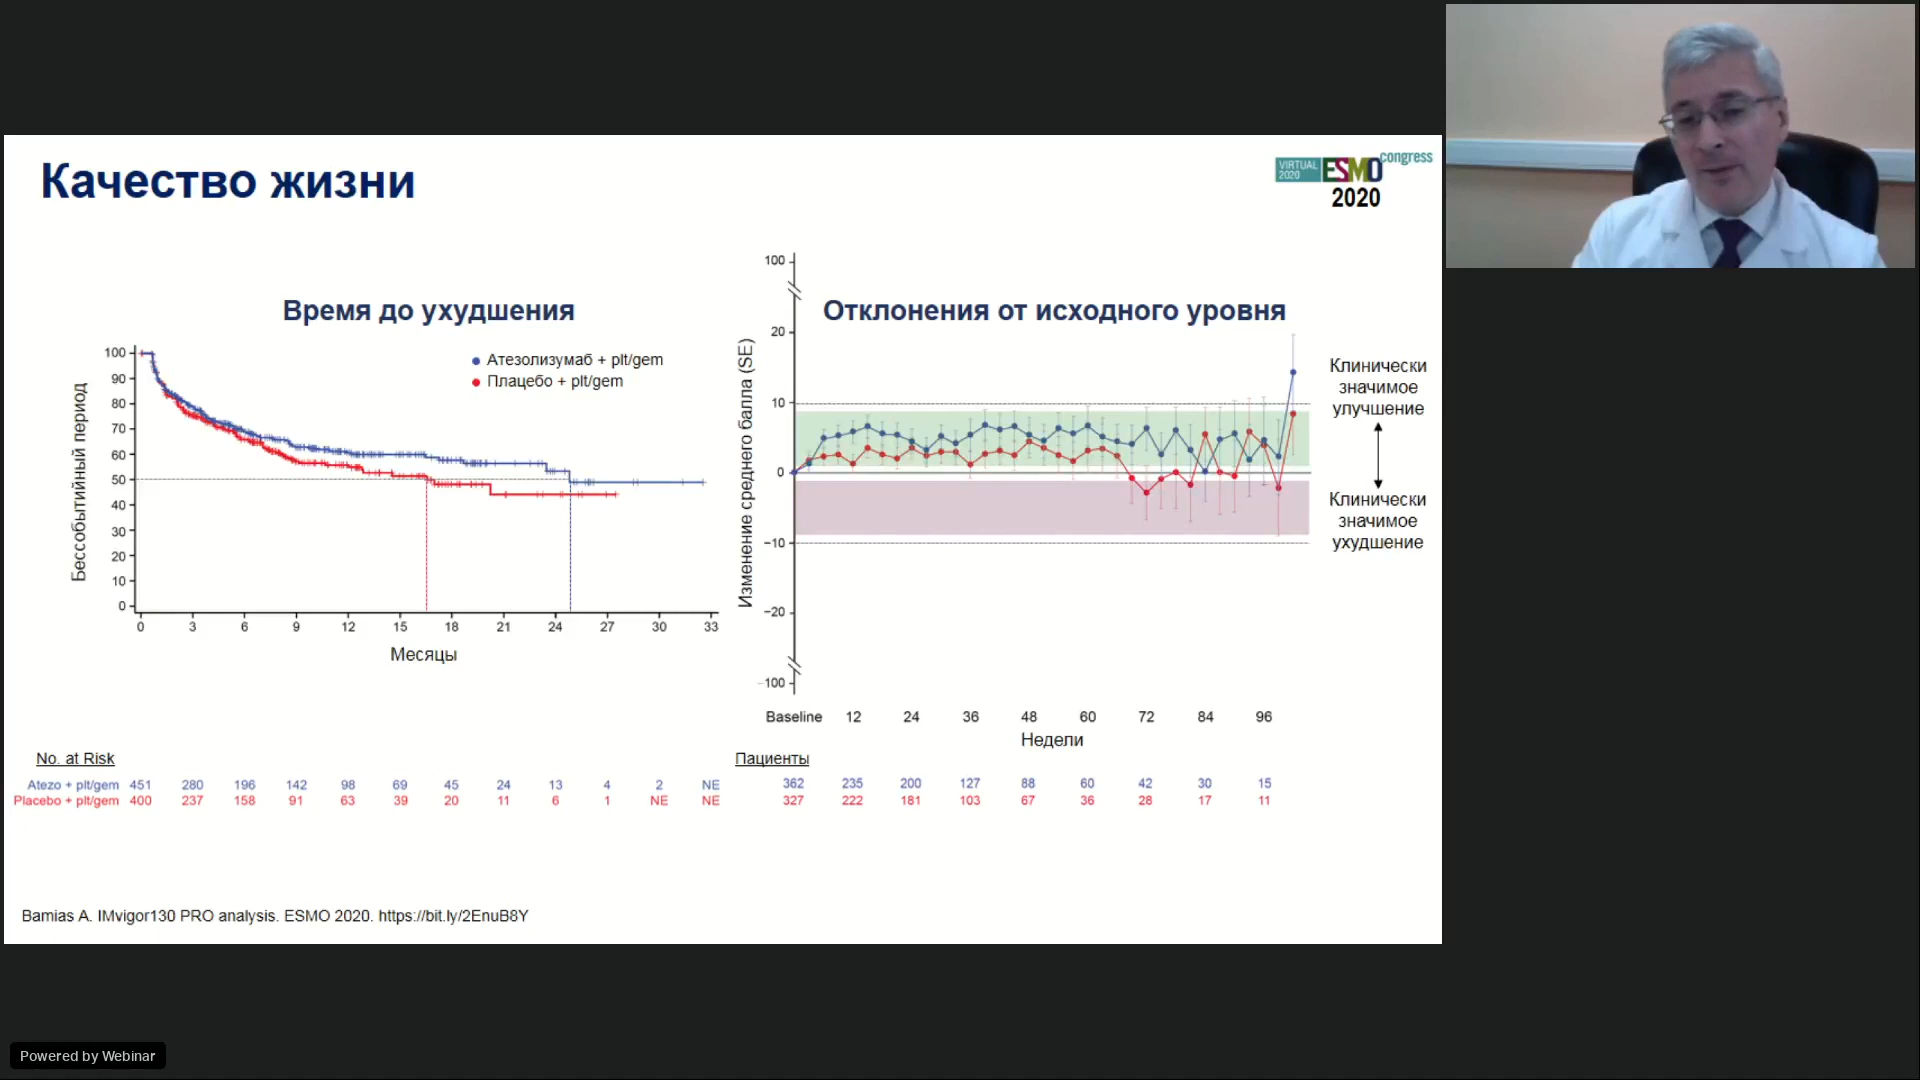 Качество жизни
VIRTUAL
2020
ESMO
congress
2020
Время до ухудшения
Атезолизумаб + plt/gem
Плацебо + plt/gem
Бессобытийный период
100
90
80
70
60
50
40
30
20
10
0
0 3 6 9 12 15 18 21 24 27 30 33
Месяцы
No. at Risk
Atezo + plt/gem 451 280 196 142 98 69 45 24 13 4 2 NE
Placebo + plt/gem 400 237 158 91 63 39 20 11 6 1 NE NE
Отклонения от исходного уровня
Изменение среднего балла (SE)
100
20
10
0
−10
−20
−100
Клинически
значимое
улучшение
Клинически
значимое
ухудшение
Baseline 12 24 36 48 60 72 84 96
Недели
Пациенты
362 235 200 127 88 60 42 30 15
327 222 181 103 67 36 28 17 11
Bamias A. IMvigor130 PRO analysis. ESMO 2020. https://bit.ly/2EnuB8Y
Powered by Webinar